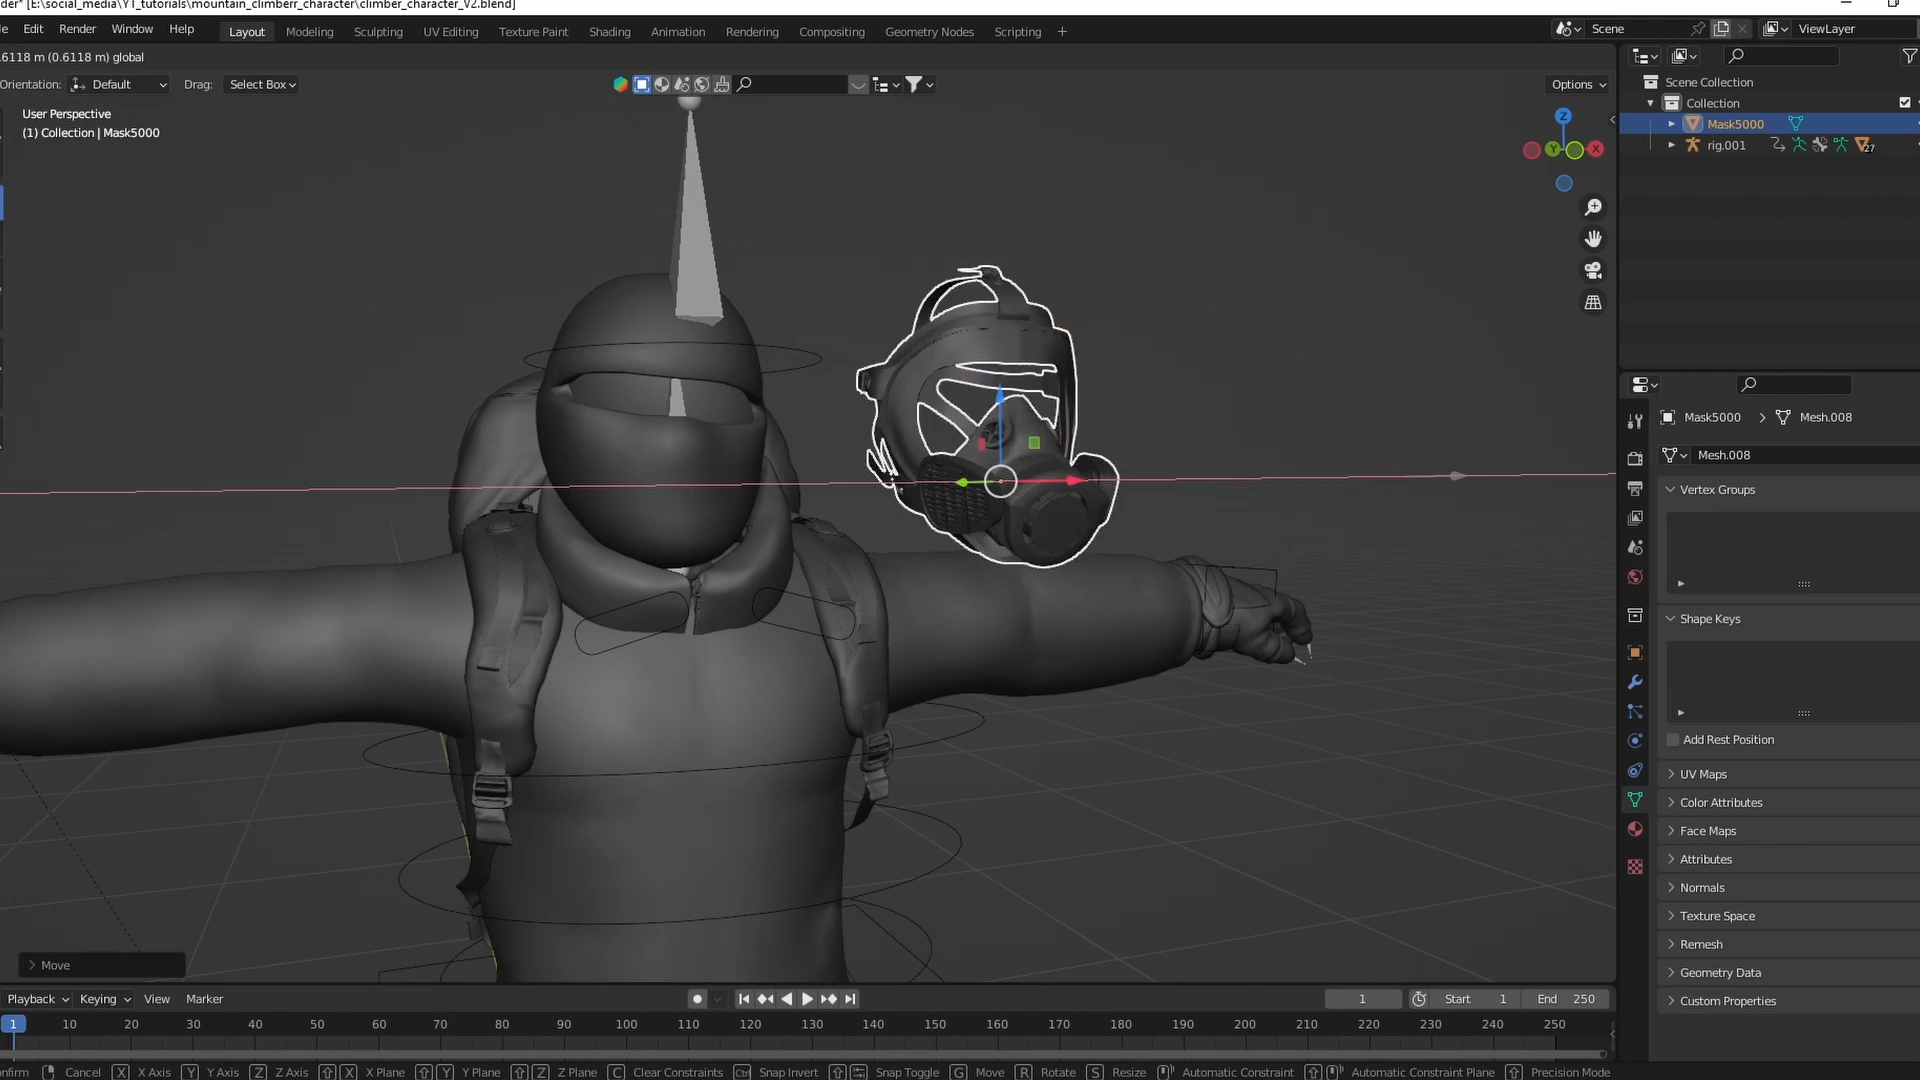 der* [E:\social_media\YT_tutorials\mountain_climberr_character\climber_character_V2.blend]
Edit Render Window Help Layout Modeling Sculpting UV Editing Texture Paint Shading Animation Rendering Compositing Geometry Nodes Scripting + Scene ViewLayer
.6118 m (0.6118 m) global
Orientation: Default Drag: Select Box Options
User Perspective
(1) Collection | Mask5000
Z
Y X
Scene Collection
Collection
Mask5000
rig.001 27
Mask5000 > Mesh.008
Mesh.008
Vertex Groups
Shape Keys
Add Rest Position
UV Maps
Color Attributes
Face Maps
Attributes
Normals
Texture Space
Remesh
Geometry Data
Custom Properties
> Move
Playback Keying View Marker 1 Start 1 End 250
1 10 20 30 40 50 60 70 80 90 100 110 120 130 140 150 160 170 180 190 200 210 220 230 240 250
nfirm Cancel X X Axis Y Y Axis Z Z Axis X X Plane Y Y Plane Z Z Plane C Clear Constraints Ctrl Snap Invert Snap Toggle G Move R Rotate S Resize Automatic Constraint Automatic Constraint Plane Precision Mode